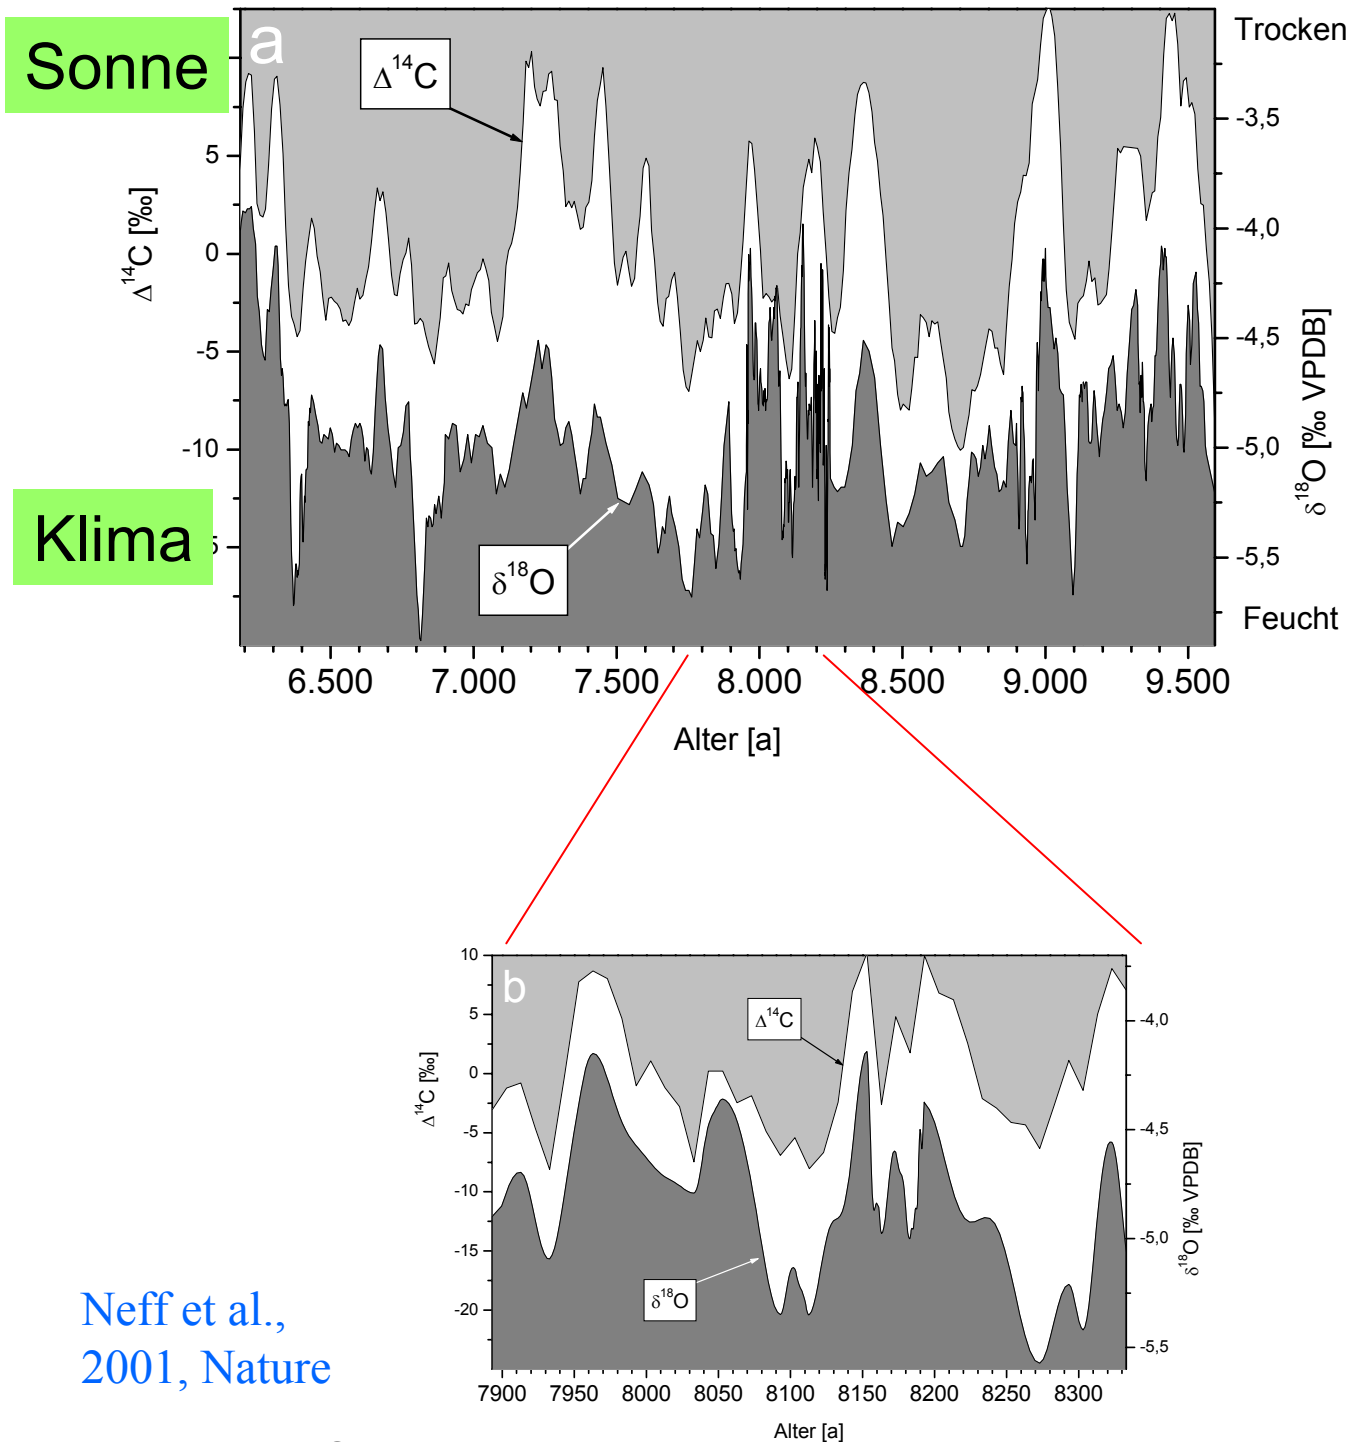 Sonne
a
Δ¹⁴C
Trocken
5
0
-5
-10
Δ¹⁴C [‰]
-3,5
-4,0
-4,5
-5,0
-5,5
δ¹⁸O [‰ VPDB]
Klima
δ¹⁸O
Feucht
6.500 7.000 7.500 8.000 8.500 9.000 9.500
Alter [a]
b
Δ¹⁴C
10
5
0
-5
-10
-15
-20
Δ¹⁴C [‰]
-4,0
-4,5
-5,0
-5,5
δ¹⁸O [‰ VPDB]
δ¹⁸O
7900 7950 8000 8050 8100 8150 8200 8250 8300
Alter [a]
Neff et al.,
2001, Nature